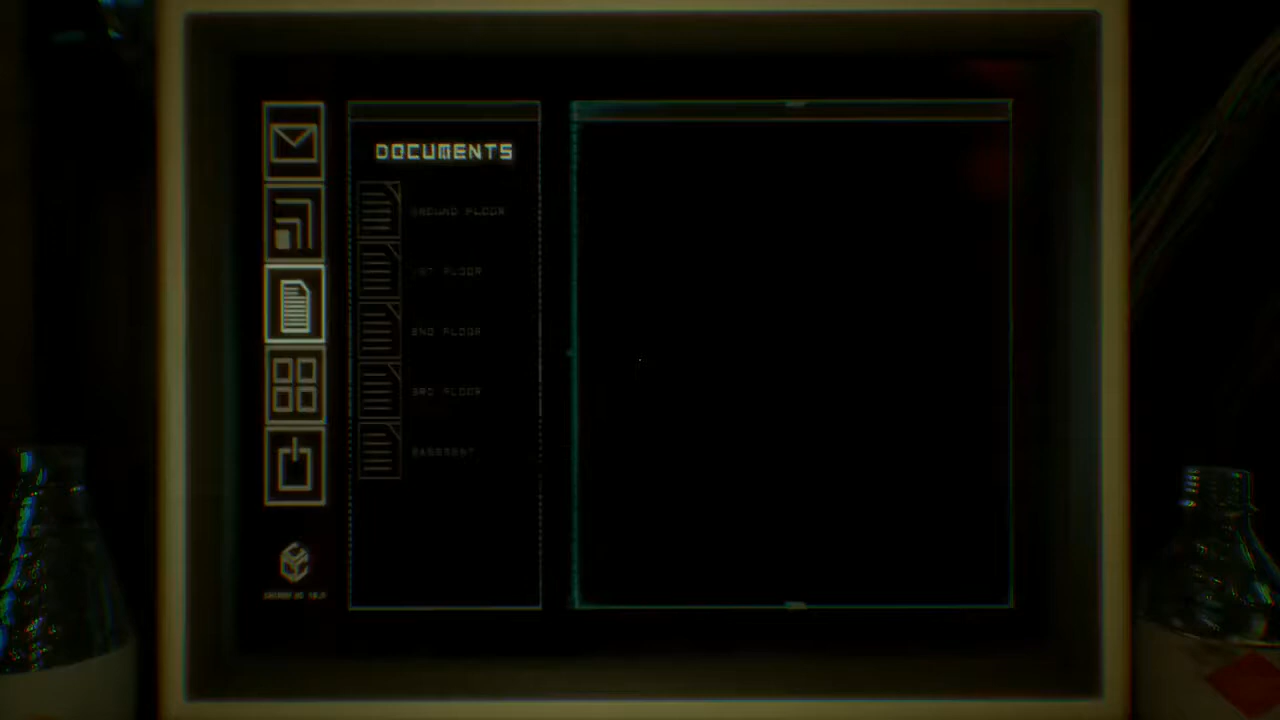 DOCUMENTS
GROUND FLOOR
1ST FLOOR
2ND FLOOR
3RD FLOOR
BASEMENT